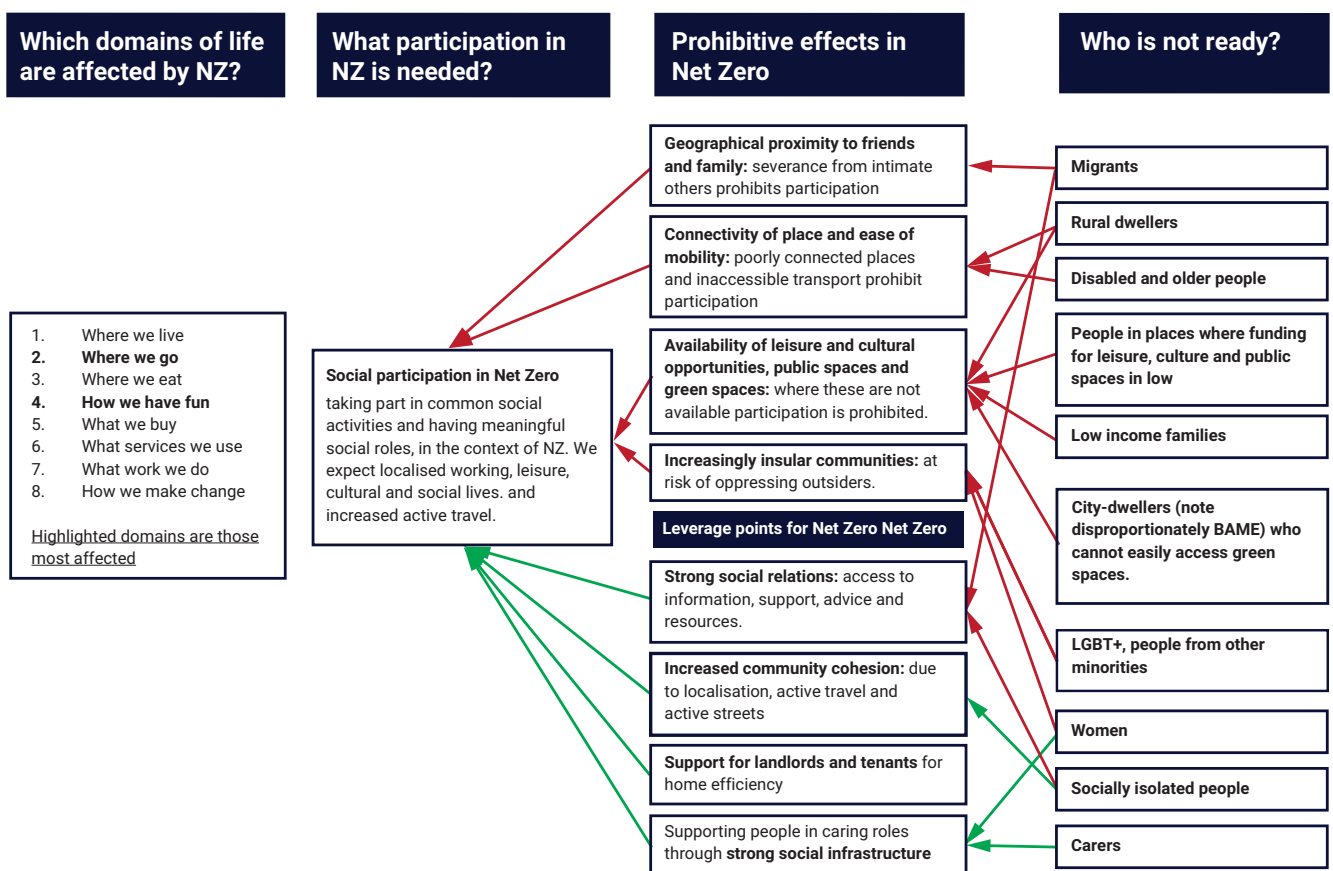 Which domains of life
are affected by NZ?
What participation in
NZ is needed?
Prohibitive effects in
Net Zero
Who is not ready?
1. Where we live
2. Where we go
3. Where we eat
4. How we have fun
5. What we buy
6. What services we use
7. What work we do
8. How we make change
Highlighted domains are those
most affected
Social participation in Net Zero
taking part in common social
activities and having meaningful
social roles, in the context of NZ. We
expect localised working, leisure,
cultural and social lives. and
increased active travel.
Geographical proximity to friends
and family: severance from intimate
others prohibits participation
Connectivity of place and ease of
mobility: poorly connected places
and inaccessible transport prohibit
participation
Availability of leisure and cultural
opportunities, public spaces and
green spaces: where these are not
available participation is prohibited.
Increasingly insular communities: at
risk of oppressing outsiders.
Leverage points for Net Zero Net Zero
Strong social relations: access to
information, support, advice and
resources.
Increased community cohesion: due
to localisation, active travel and
active streets
Support for landlords and tenants for
home efficiency
Supporting people in caring roles
through strong social infrastructure
Migrants
Rural dwellers
Disabled and older people
People in places where funding
for leisure, culture and public
spaces in low
Low income families
City-dwellers (note
disproportionately BAME) who
cannot easily access green
spaces.
LGBT+, people from other
minorities
Women
Socially isolated people
Carers